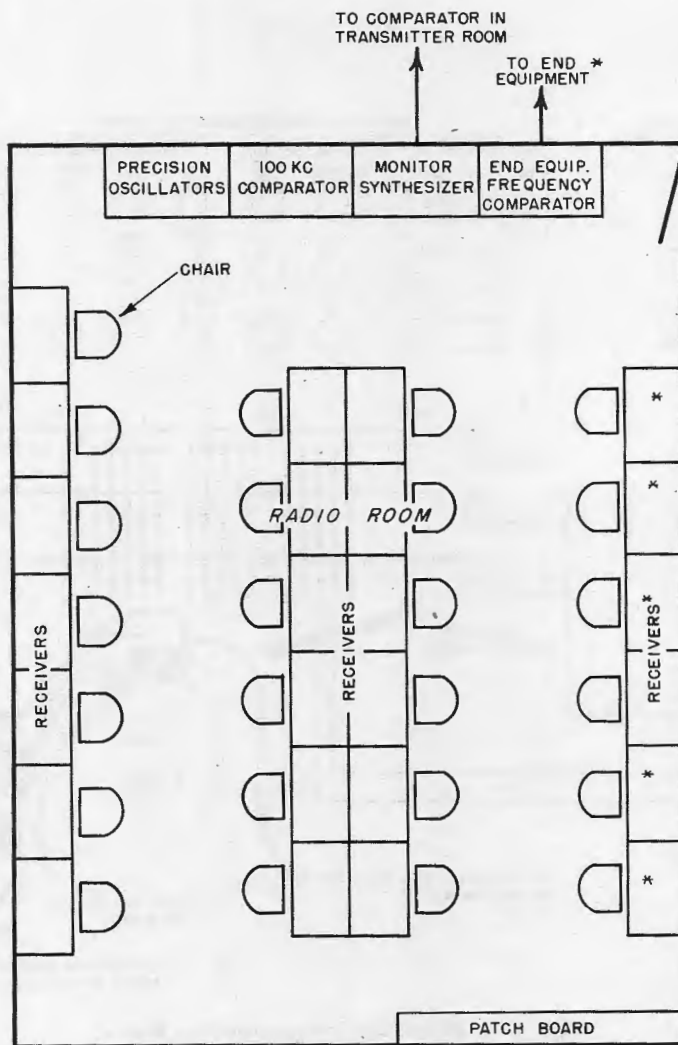 TO COMPARATOR IN
TRANSMITTER ROOM
TO END *
EQUIPMENT
PRECISION
OSCILLATORS
100 KC
COMPARATOR
MONITOR
SYNTHESIZER
END EQUIP.
FREQUENCY
COMPARATOR
CHAIR
*
*
RADIO ROOM
RECEIVERS
RECEIVERS
RECEIVERS*
*
*
PATCH BOARD